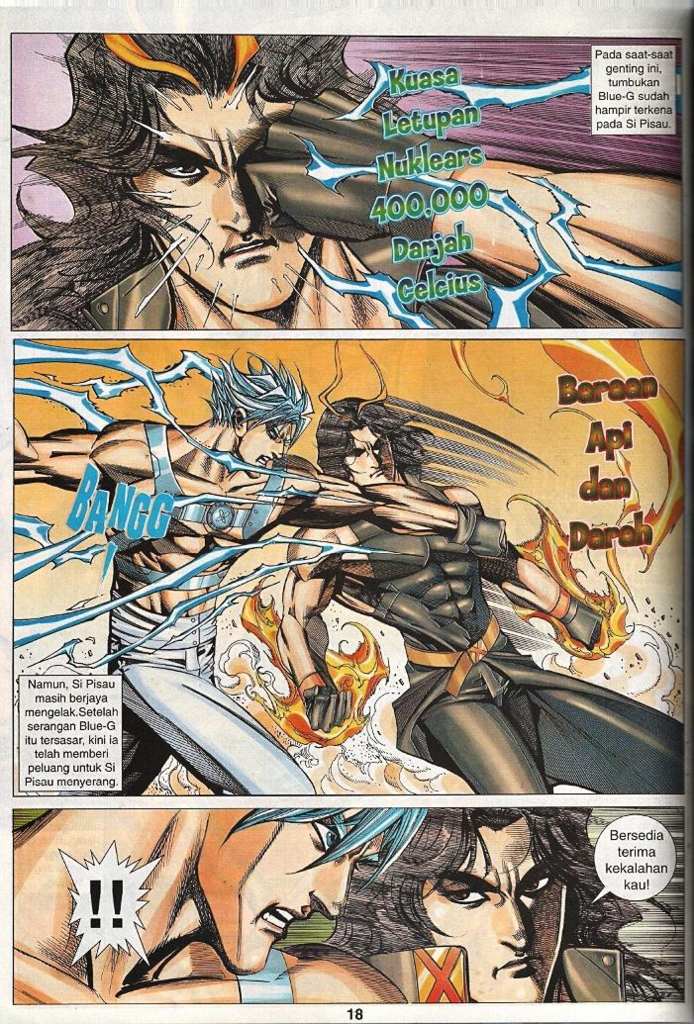 Kuasa
Letupan
Nuklears
400.000
Darjah
Celcius
Pada saat-saat
genting ini,
tumbukan
Blue-G sudah
hampir terkena
pada Si Pisau.
BANGG
!
Baraan
Api
dan
Darah
Namun, Si Pisau
masih berjaya
mengelak.Setelah
serangan Blue-G
itu tersasar, kini ia
telah memberi
peluang untuk Si
Pisau menyerang.
!!
Bersedia
terima
kekalahan
kau!
18